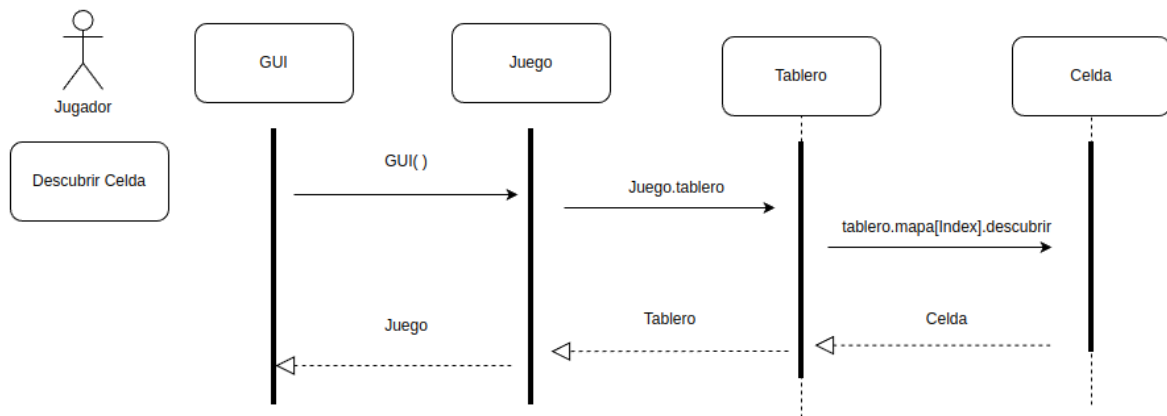 GUI
Juego
Tablero
Celda
Jugador
Descubrir Celda
GUI( )
Juego.tablero
tablero.mapa[Index].descubrir
Juego
Tablero
Celda